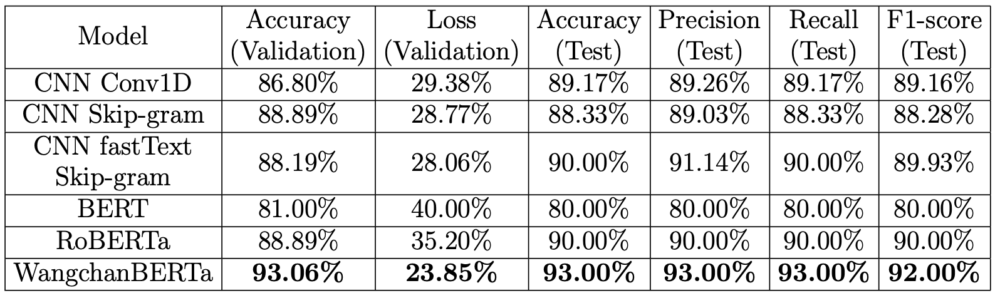 Model Accuracy (Validation) Loss (Validation) Accuracy (Test) Precision (Test) Recall (Test) F1-score (Test)
CNN Conv1D 86.80% 29.38% 89.17% 89.26% 89.17% 89.16%
CNN Skip-gram 88.89% 28.77% 88.33% 89.03% 88.33% 88.28%
CNN fastText Skip-gram 88.19% 28.06% 90.00% 91.14% 90.00% 89.93%
BERT 81.00% 40.00% 80.00% 80.00% 80.00% 80.00%
RoBERTa 88.89% 35.20% 90.00% 90.00% 90.00% 90.00%
WangchanBERTa 93.06% 23.85% 93.00% 93.00% 93.00% 92.00%